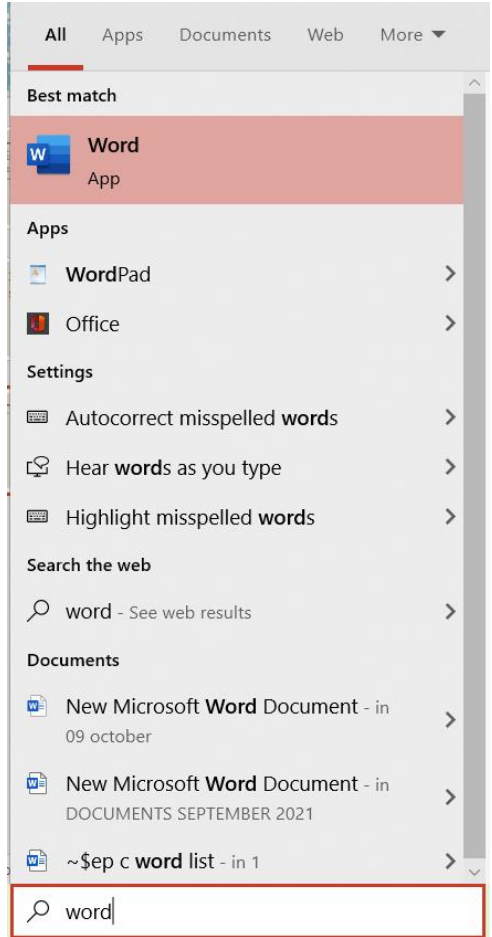 All Apps Documents Web More
Best match
Word
App
Apps
WordPad
Office
Settings
Autocorrect misspelled words
Hear words as you type
Highlight misspelled words
Search the web
word - See web results
Documents
New Microsoft Word Document - in
09 october
New Microsoft Word Document - in
DOCUMENTS SEPTEMBER 2021
~$ep c word list - in 1
word